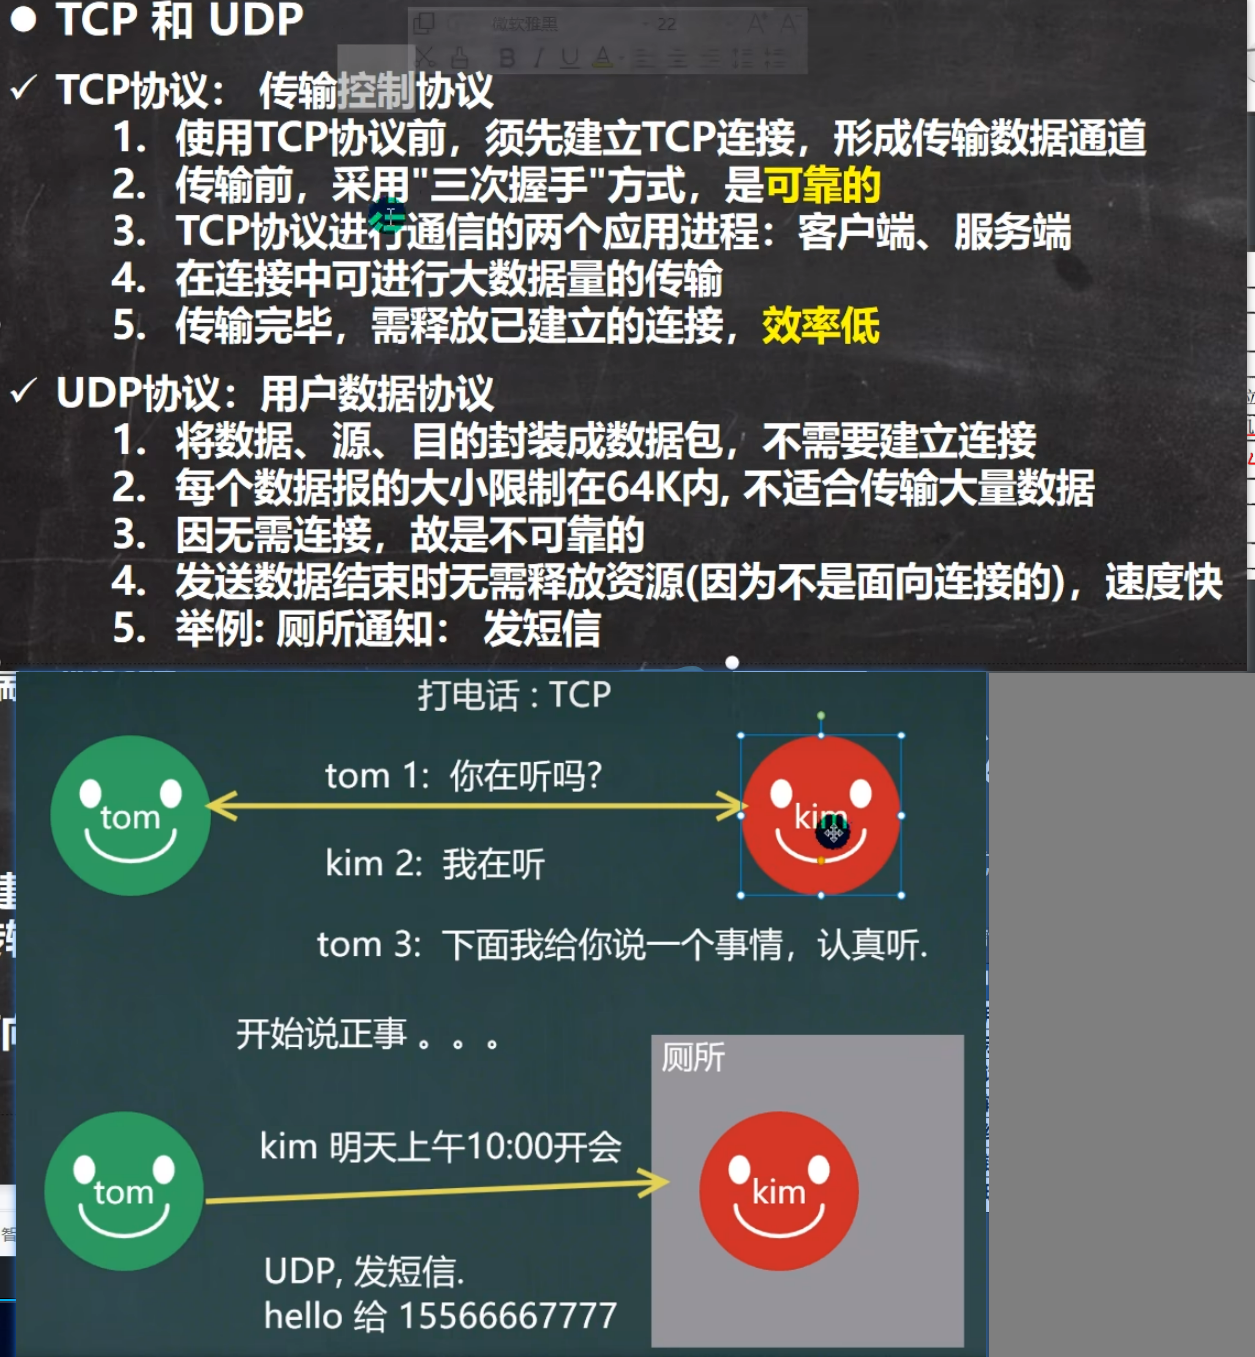 TCP 和 UDP
微软雅黑 22
TCP协议： 传输控制协议
1. 使用TCP协议前，须先建立TCP连接，形成传输数据通道
2. 传输前，采用"三次握手"方式，是可靠的
3. TCP协议进行通信的两个应用进程：客户端、服务端
4. 在连接中可进行大数据量的传输
5. 传输完毕，需释放已建立的连接，效率低
UDP协议：用户数据协议
1. 将数据、源、目的封装成数据包，不需要建立连接
2. 每个数据报的大小限制在64K内, 不适合传输大量数据
3. 因无需连接，故是不可靠的
4. 发送数据结束时无需释放资源(因为不是面向连接的)，速度快
5. 举例: 厕所通知： 发短信
打电话 : TCP
tom 1: 你在听吗?
tom
kim
kim 2: 我在听
tom 3: 下面我给你说一个事情，认真听.
开始说正事 。。。
厕所
kim 明天上午10:00开会
tom
kim
UDP, 发短信.
hello 给 15566667777